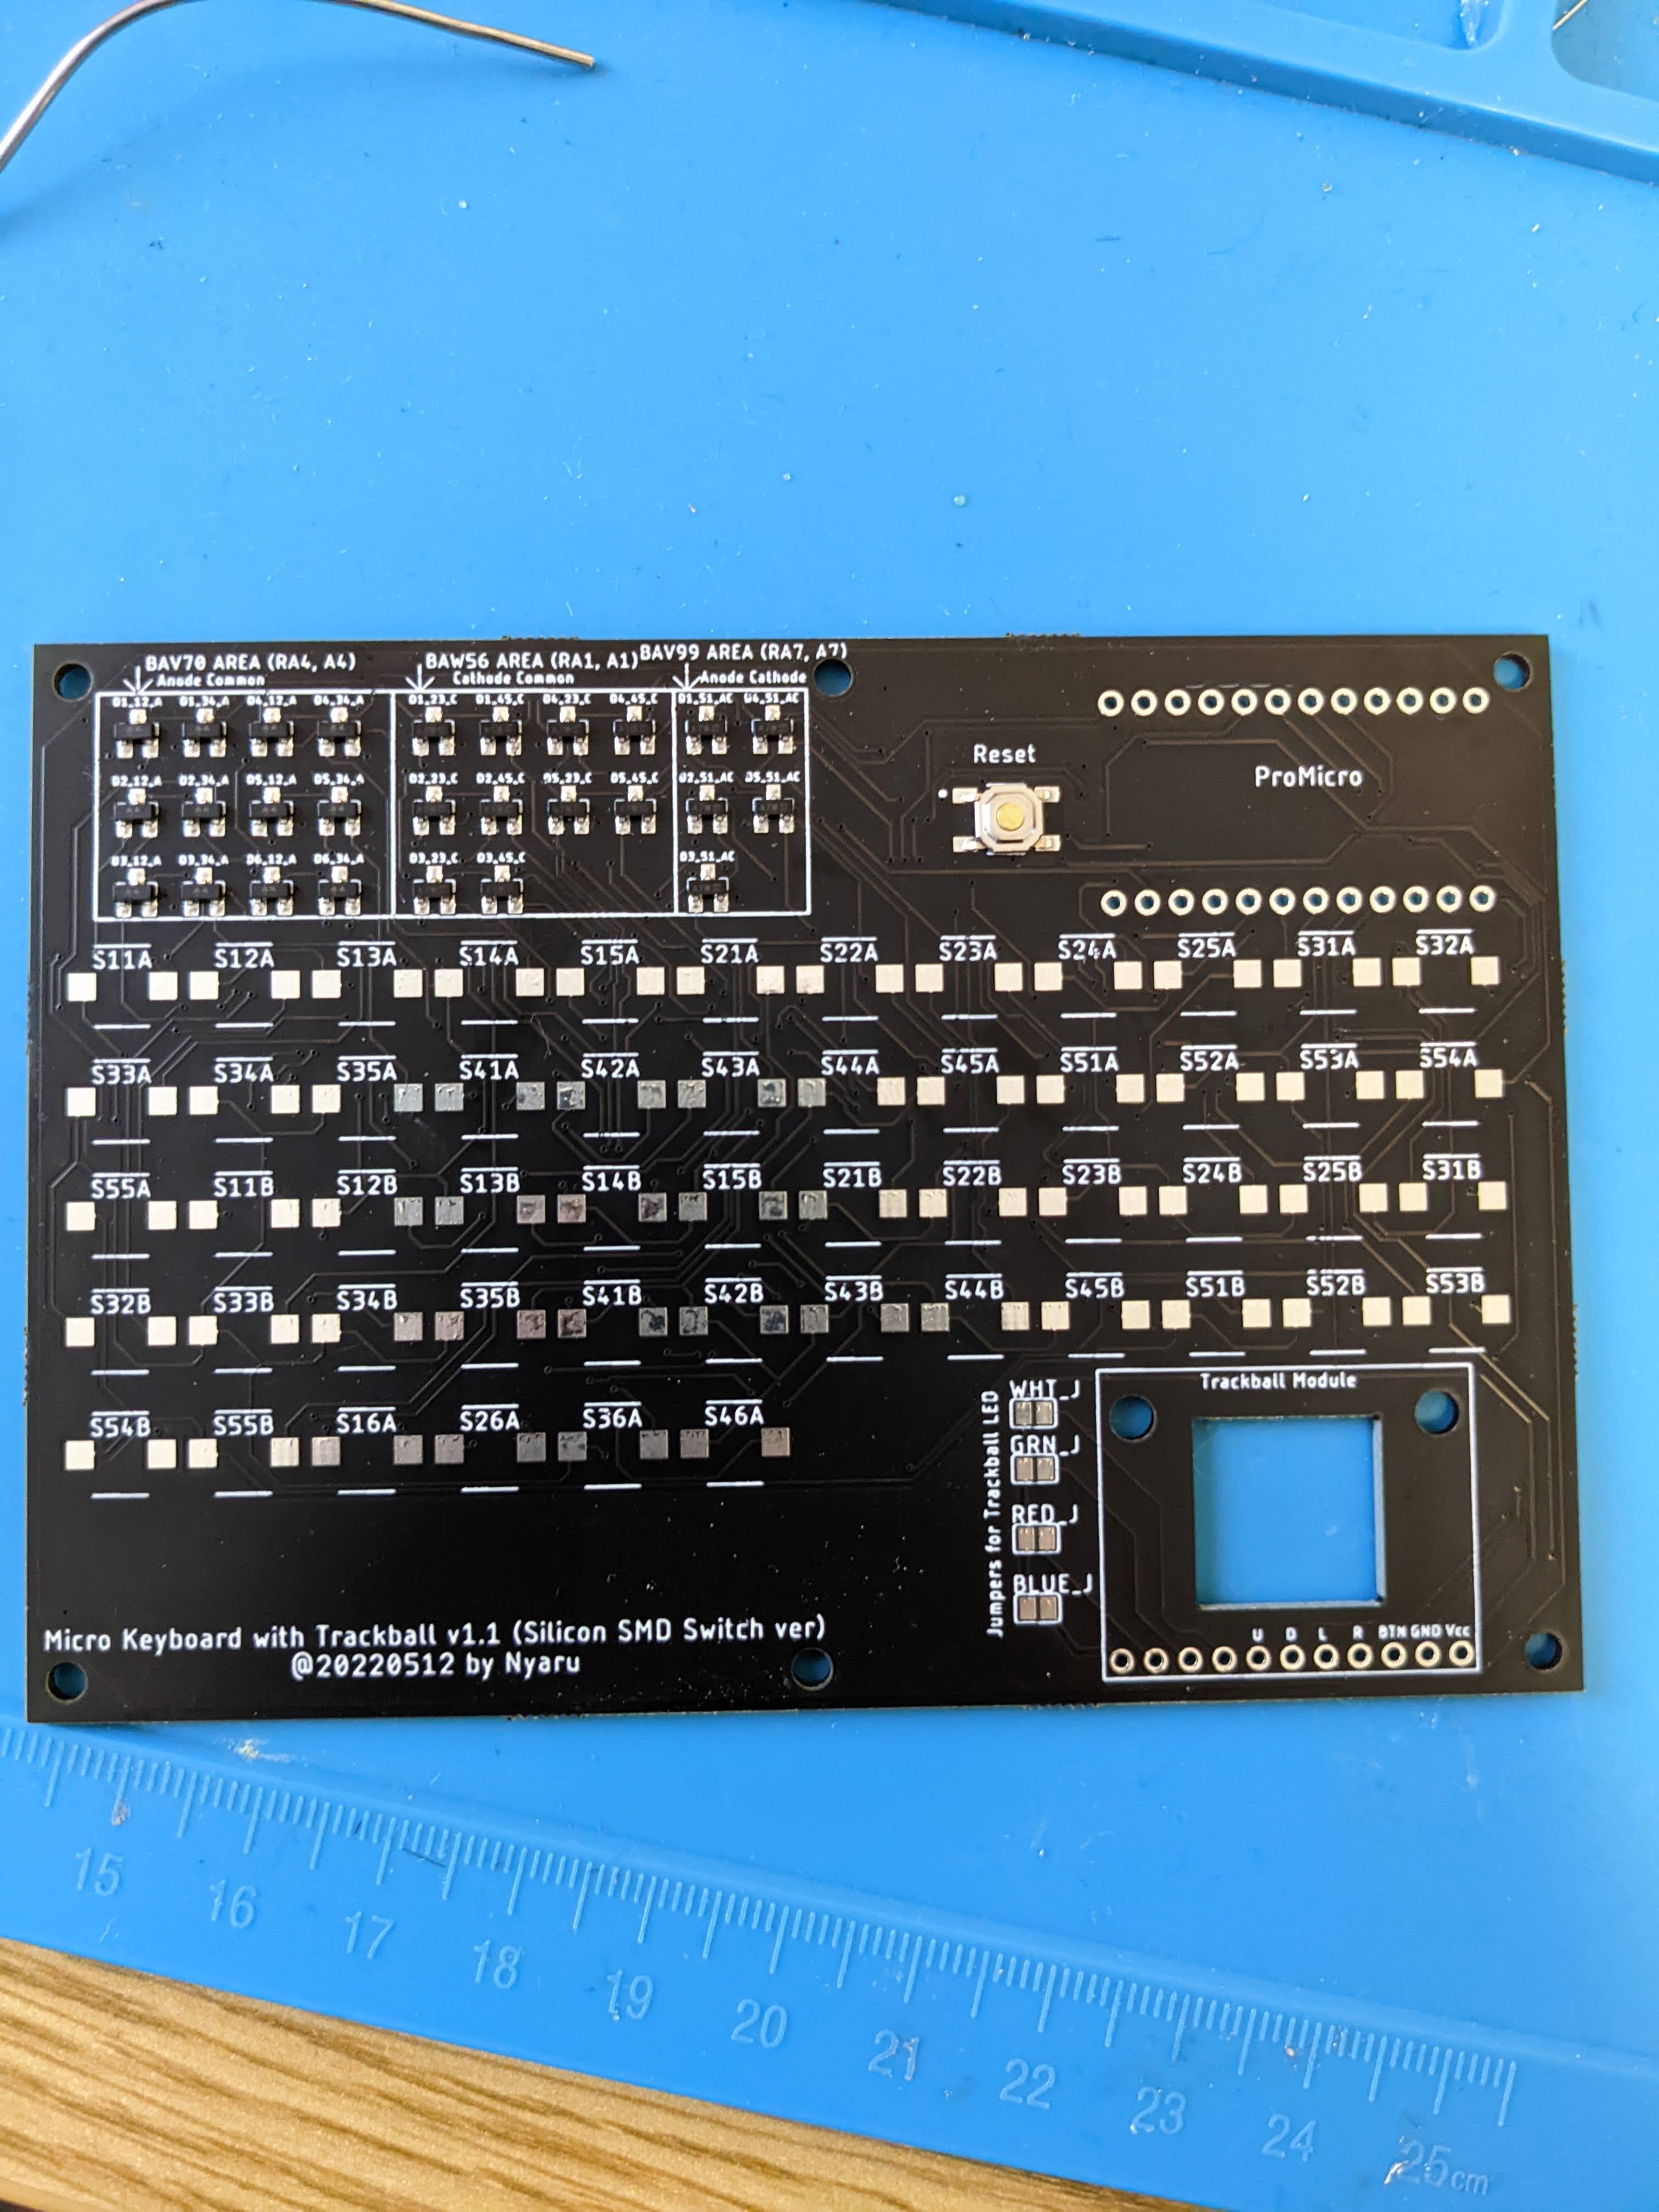 BAV70 AREA (RA4, A4)
Anode Common
BAW56 AREA (RA1, A1)
Cathode Common
BAV99 AREA (RA7, A7)
Anode Cathode
D1_12_A D1_34_A D4_12_A D4_34_A D1_23_C D1_45_C D4_23_C D4_45_C D1_51_AC D4_51_AC
D2_12_A D2_34_A D5_12_A D5_34_A D2_23_C D2_45_C D5_23_C D5_45_C D2_51_AC D5_51_AC
D3_12_A D3_34_A D6_12_A D6_34_A D3_23_C D3_45_C D3_51_AC
Reset
ProMicro
S11A S12A S13A S14A S15A S21A S22A S23A S24A S25A S31A S32A
S33A S34A S35A S41A S42A S43A S44A S45A S51A S52A S53A S54A
S55A S11B S12B S13B S14B S15B S21B S22B S23B S24B S25B S31B
S32B S33B S34B S35B S41B S42B S43B S44B S45B S51B S52B S53B
S54B S55B S16A S26A S36A S46A
Jumpers for Trackball LED
WHT_J
GRN_J
RED_J
BLUE_J
Trackball Module
U D L R BTN GND Vcc
Micro Keyboard with Trackball v1.1 (Silicon SMD Switch ver)
@20220512 by Nyaru
15 16 17 18 19 20 21 22 23 24 25cm